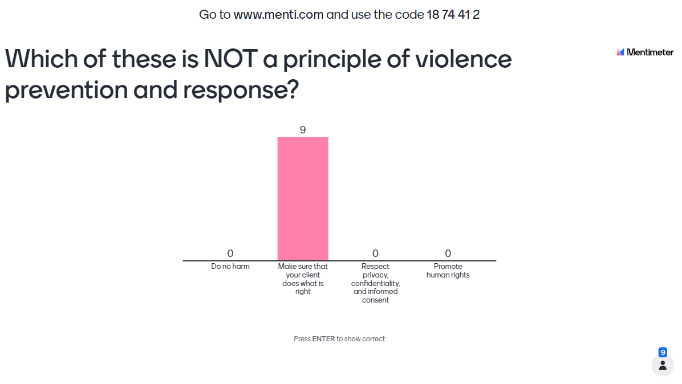 Go to www.menti.com and use the code 18 74 41 2
Which of these is NOT a principle of violence
prevention and response?
Mentimeter
9
0
0
0
Do no harm
Make sure that
your client
does what is
right
Respect
privacy,
confidentiality,
and informed
consent
Promote
human rights
Press ENTER to show correct
9